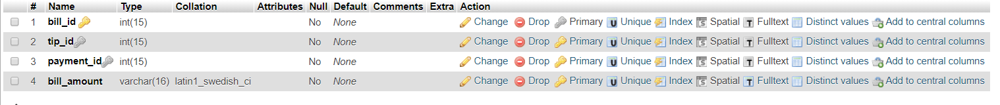 # Name Type Collation Attributes Null Default Comments Extra Action
1 bill_id int(15) No None Change Drop Primary U Unique Index S Spatial T Fulltext Distinct values Add to central columns
2 tip_id int(15) No None Change Drop Primary U Unique Index S Spatial T Fulltext Distinct values Add to central columns
3 payment_id int(15) No None Change Drop Primary U Unique Index S Spatial T Fulltext Distinct values Add to central columns
4 bill_amount varchar(16) latin1_swedish_ci No None Change Drop Primary U Unique Index S Spatial T Fulltext Distinct values Add to central columns